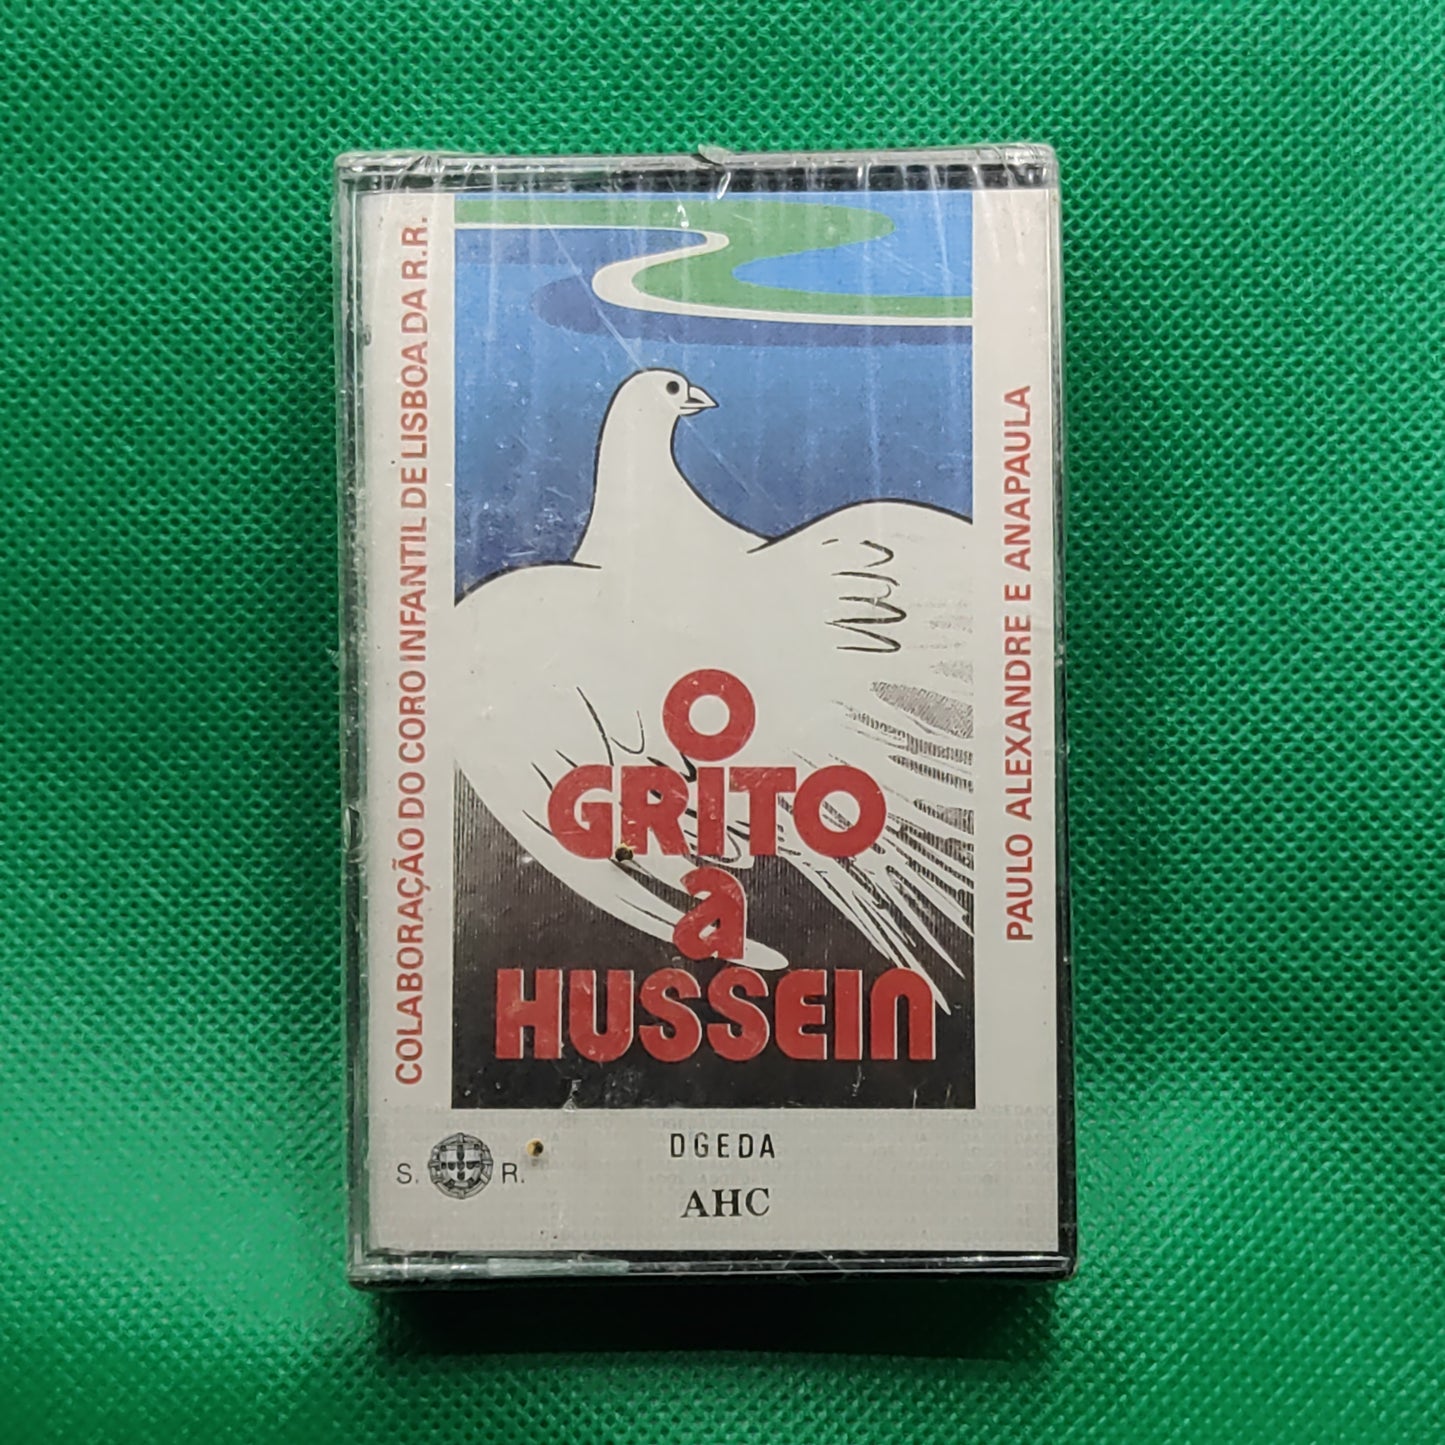 COLABORAÇÃO DO CORO INFANTIL DE LISBOA DA R.R.
O
GRITO
a
HUSSEIN
PAULO ALEXANDRE E ANAPAULA
S. R.
DGEDA
AHC